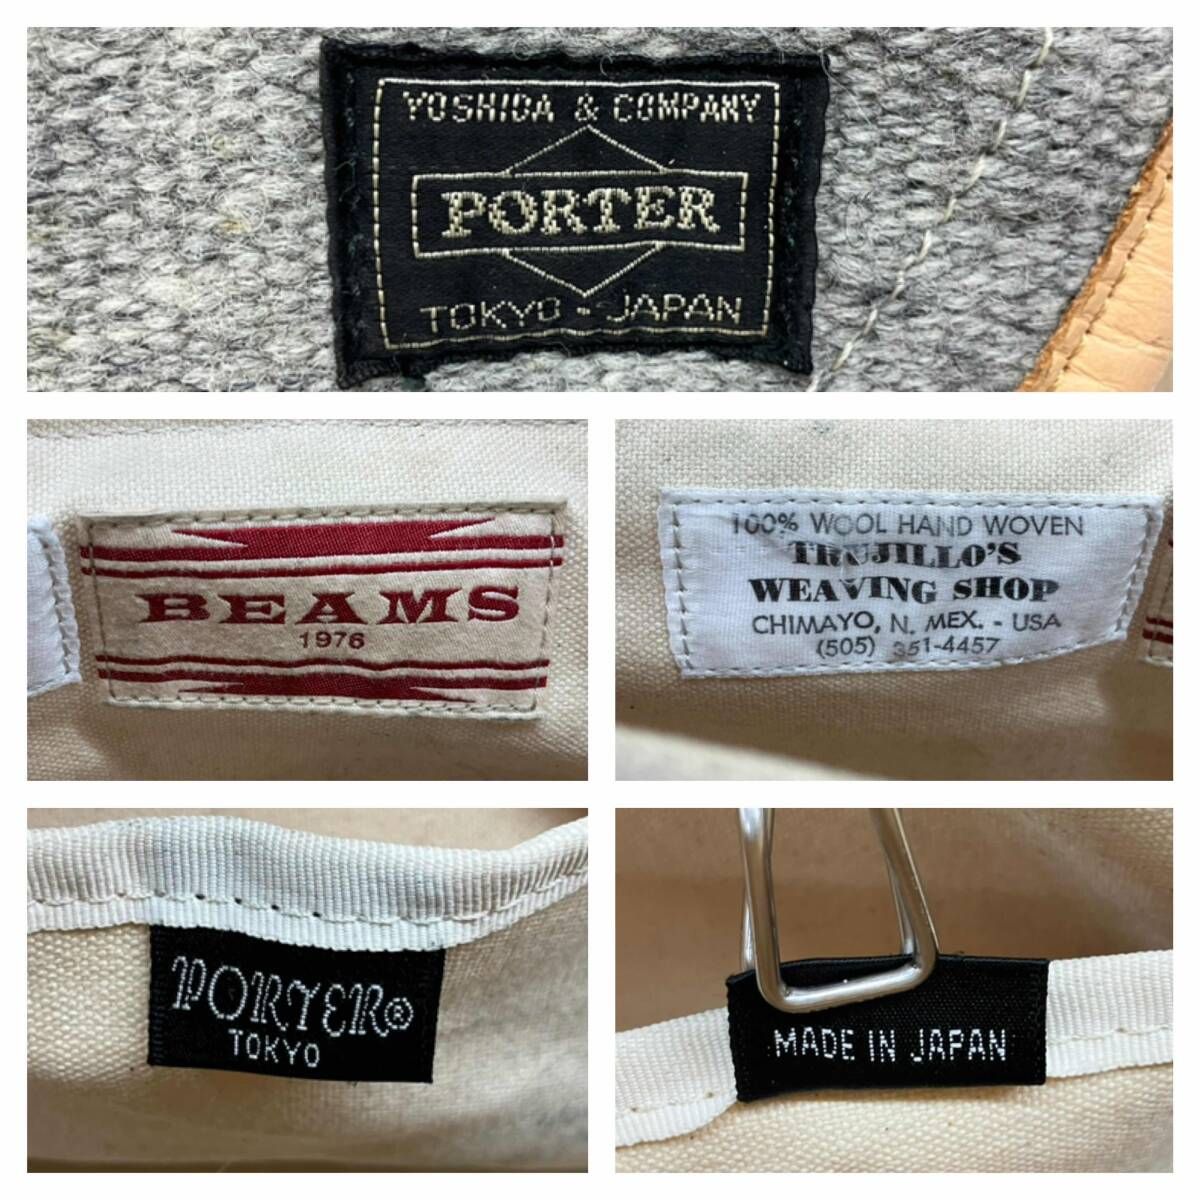 YOSHIDA & COMPANY
PORTER
TOKYO - JAPAN
BEAMS
1976
100% WOOL HAND WOVEN
TRUJILLO'S
WEAVING SHOP
CHIMAYO, N. MEX. - USA
(505) 351-4457
PORTER®
TOKYO
MADE IN JAPAN